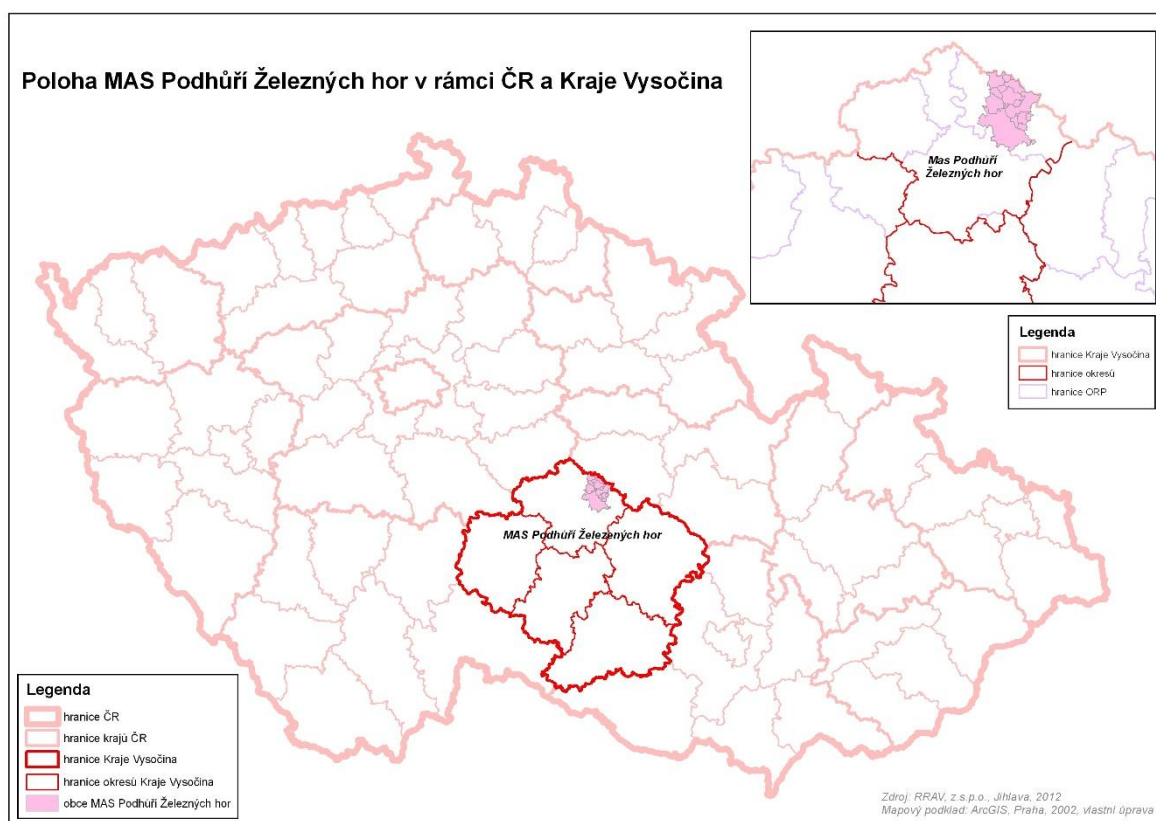 Poloha MAS Podhůří Železných hor v rámci ČR a Kraje Vysočina
Mas Podhůří
Železných hor
Legenda
hranice Kraje Vysočina
hranice okresů
hranice ORP
MAS Podhůří Železených hor
Legenda
hranice ČR
hranice krajů ČR
hranice Kraje Vysočina
hranice okresů Kraje Vysočina
obce MAS Podhůří Železných hor
Zdroj: RRAV, z.s.p.o., Jihlava, 2012
Mapový podklad: ArcGIS, Praha, 2002, vlastní úprava